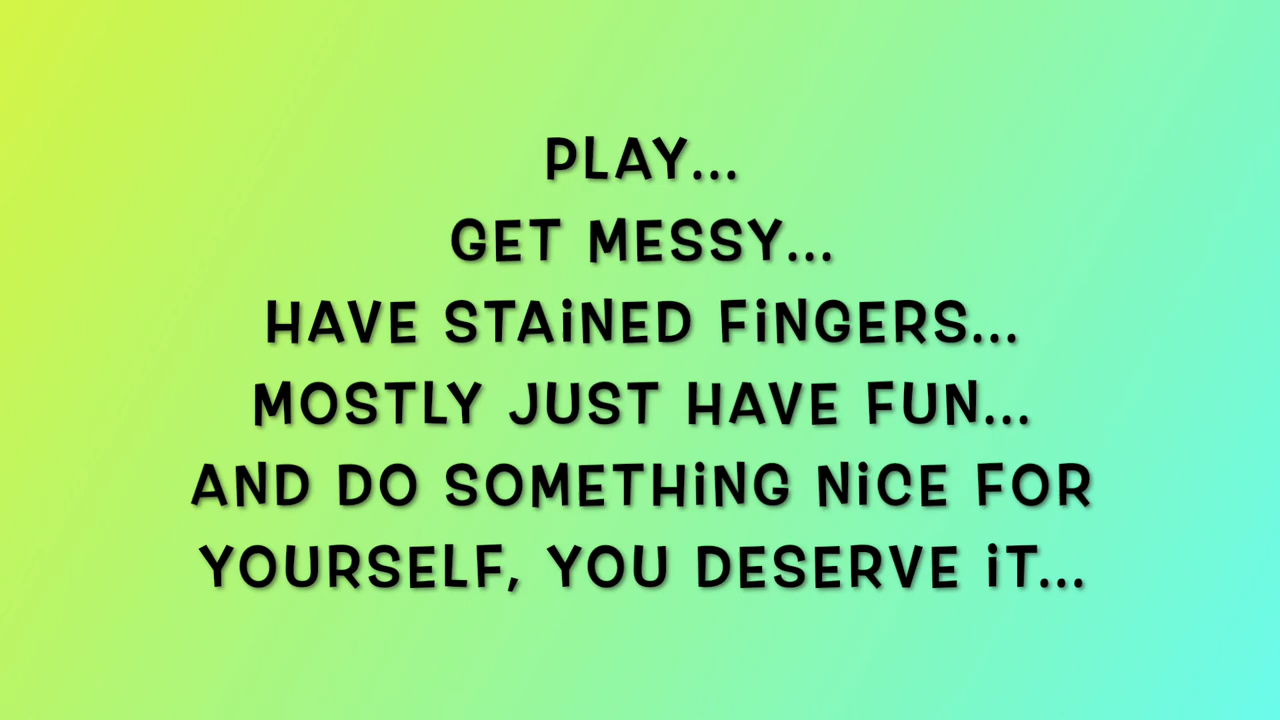 PLAY...
GET MESSY...
HAVE STAiNED FiNGERS...
MOSTLY JUST HAVE FUN...
AND DO SOMETHiNG NiCE FOR
YOURSELF, YOU DESERVE iT...